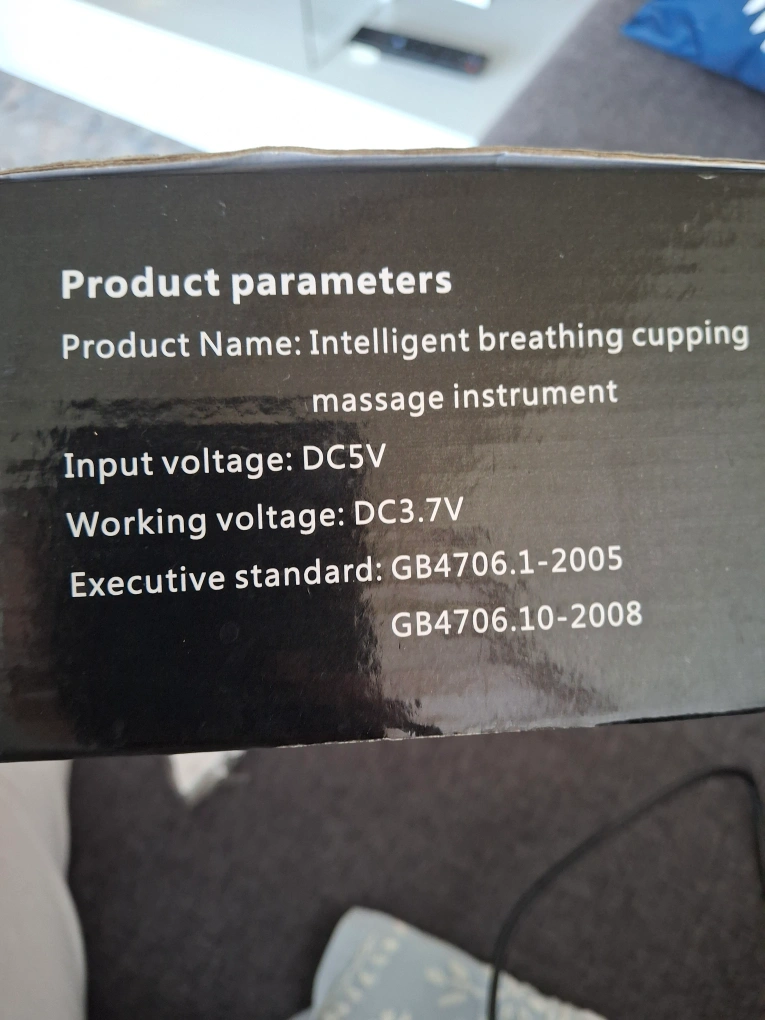 Product parameters
Product Name: Intelligent breathing cupping
massage instrument
Input voltage: DC5V
Working voltage: DC3.7V
Executive standard: GB4706.1-2005
GB4706.10-2008